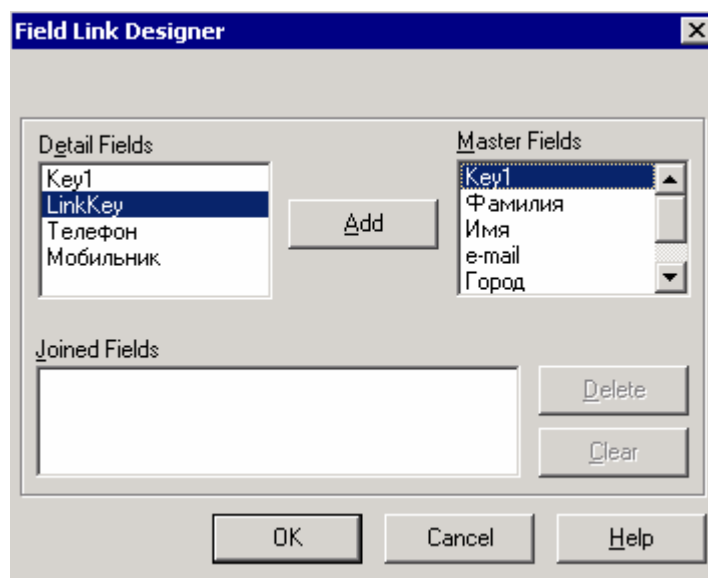 Field Link Designer
Detail Fields
Key1
LinkKey
Телефон
Мобильник
Add
Master Fields
Key1
Фамилия
Имя
e-mail
Город
Joined Fields
Delete
Clear
OK
Cancel
Help